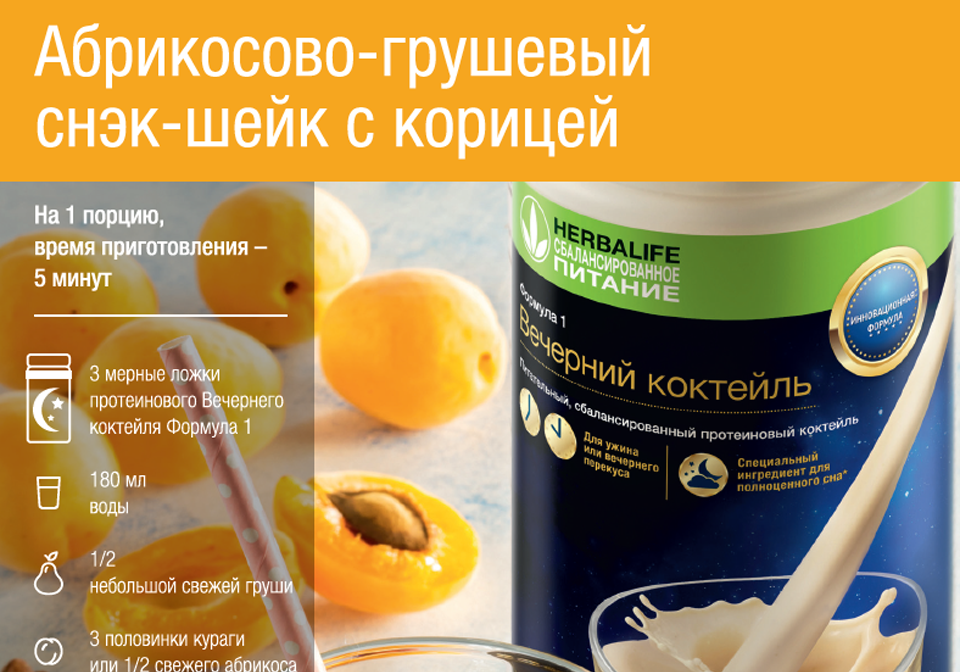 Абрикосово-грушевый
снэк-шейк с корицей
На 1 порцию,
время приготовления –
5 минут
3 мерные ложки
протеинового Вечернего
коктейля Формула 1
180 мл
воды
1/2
небольшой свежей груши
3 половинки кураги
или 1/2 свежего абрикоса
HERBALIFE
СБАЛАНСИРОВАННОЕ
ПИТАНИЕ
ИННОВАЦИОННАЯ
ФОРМУЛА
Формула 1
Вечерний коктейль
Питательный, сбалансированный протеиновый коктейль
Для ужина
или вечернего
перекуса
Специальный
ингредиент для
полноценного сна*